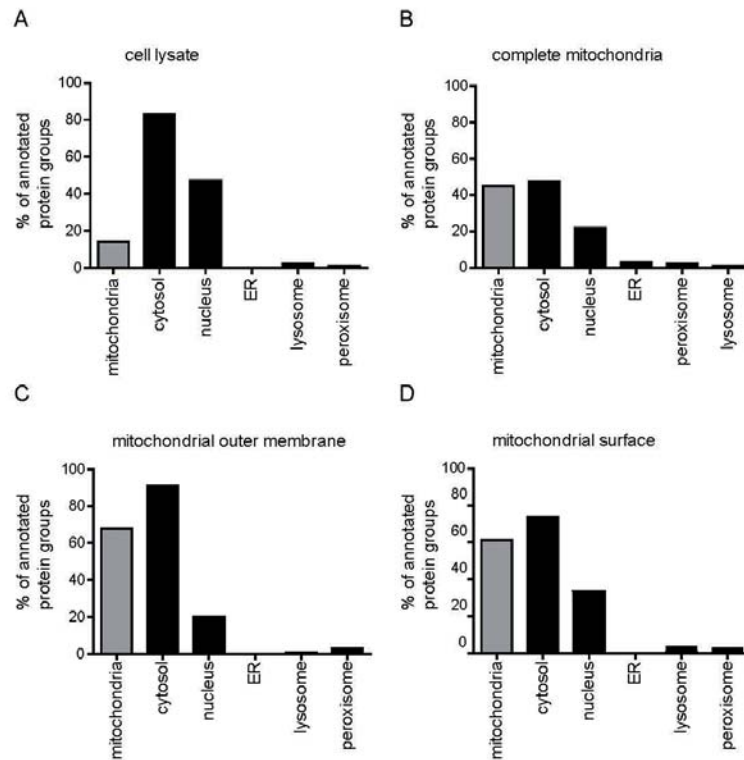 A
cell lysate
% of annotated
protein groups
100
80
60
40
20
0
mitochondria
cytosol
nucleus
ER
lysosome
peroxisome
B
complete mitochondria
% of annotated
protein groups
100
80
60
40
20
0
mitochondria
cytosol
nucleus
ER
peroxisome
lysosome
C
mitochondrial outer membrane
% of annotated
protein groups
100
80
60
40
20
0
mitochondria
cytosol
nucleus
ER
lysosome
peroxisome
D
mitochondrial surface
% of annotated
protein groups
100
80
60
40
20
0
mitochondria
cytosol
nucleus
ER
lysosome
peroxisome